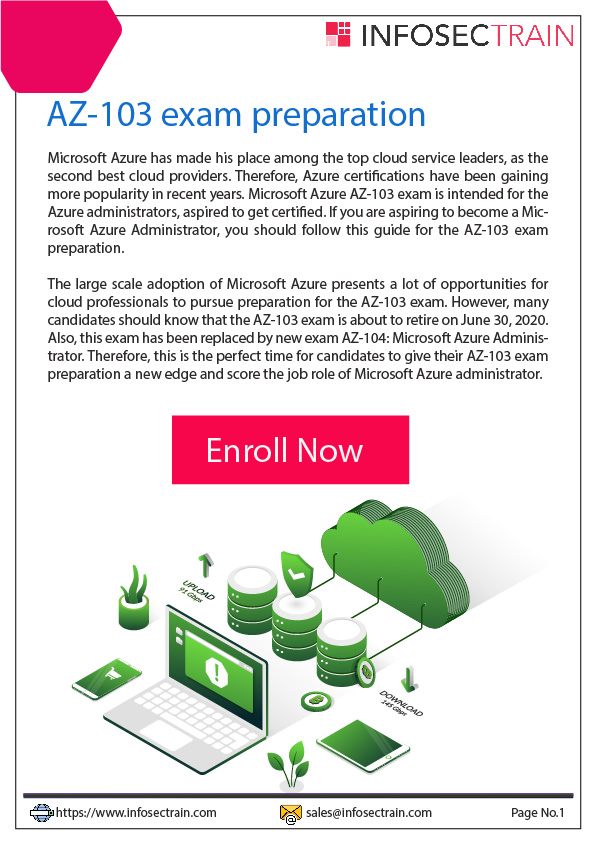 INFOSECTRAIN
AZ-103 exam preparation
Microsoft Azure has made his place among the top cloud service leaders, as the
second best cloud providers. Therefore, Azure certifications have been gaining
more popularity in recent years. Microsoft Azure AZ-103 exam is intended for the
Azure administrators, aspired to get certified. If you are aspiring to become a Mic-
rosoft Azure Administrator, you should follow this guide for the AZ-103 exam
preparation.
The large scale adoption of Microsoft Azure presents a lot of opportunities for
cloud professionals to pursue preparation for the AZ-103 exam. However, many
candidates should know that the AZ-103 exam is about to retire on June 30, 2020.
Also, this exam has been replaced by new exam AZ-104: Microsoft Azure Adminis-
trator. Therefore, this is the perfect time for candidates to give their AZ-103 exam
preparation a new edge and score the job role of Microsoft Azure administrator.
Enroll Now
UPLOAD
91 Gbps
DOWNLOAD
145 Gbps
https://www.infosectrain.com
sales@infosectrain.com
Page No.1